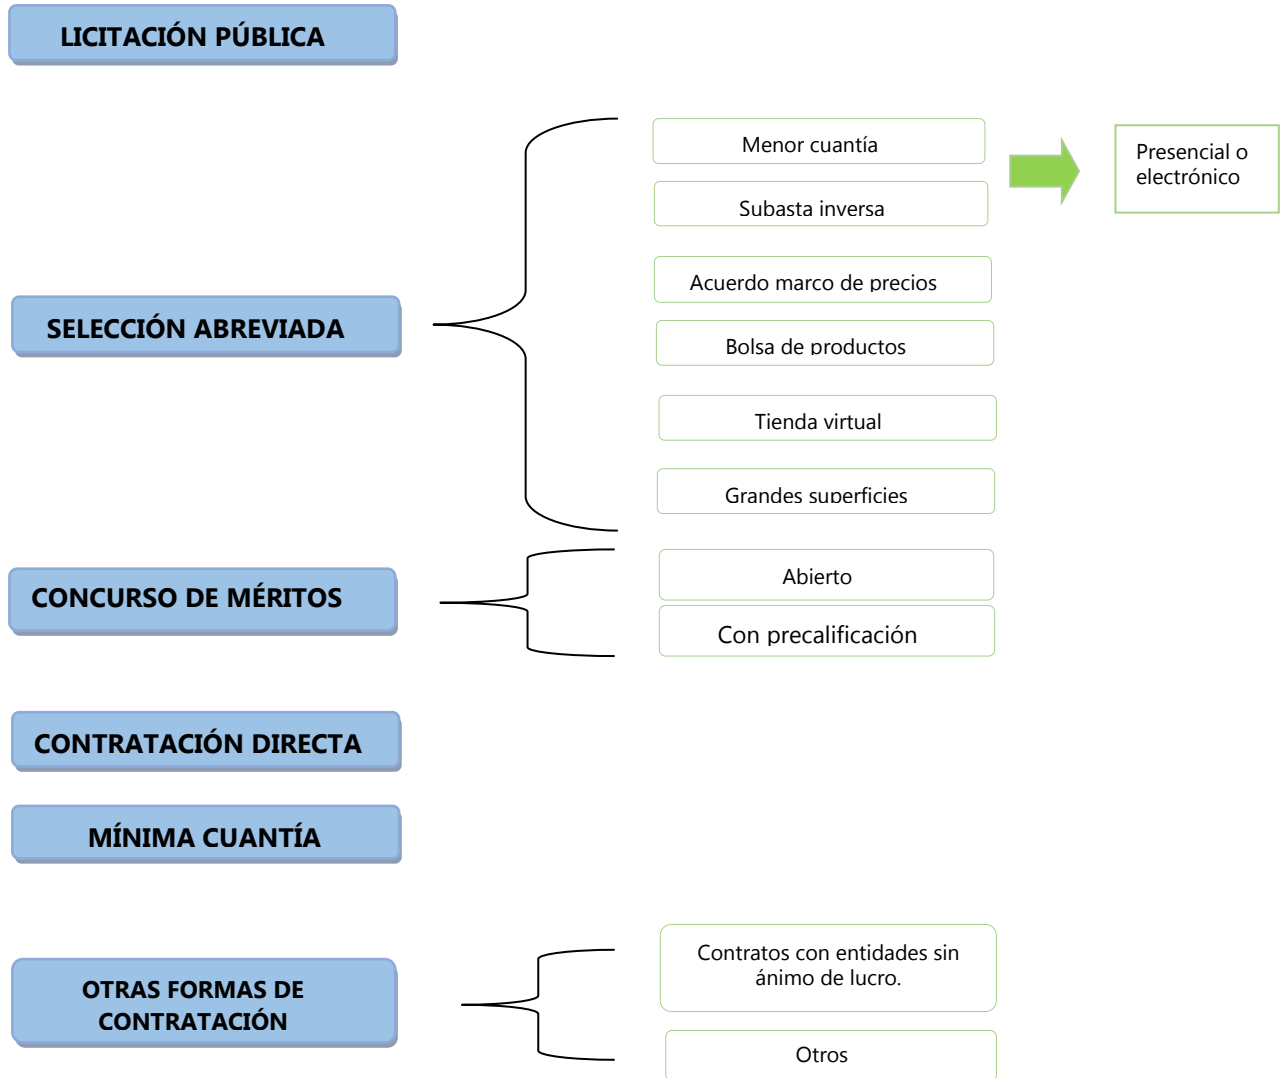 LICITACIÓN PÚBLICA
Menor cuantía
Presencial o
electrónico
Subasta inversa
Acuerdo marco de precios
SELECCIÓN ABREVIADA
Bolsa de productos
Tienda virtual
Grandes superficies
CONCURSO DE MÉRITOS
Abierto
Con precalificación
CONTRATACIÓN DIRECTA
MÍNIMA CUANTÍA
OTRAS FORMAS DE
CONTRATACIÓN
Contratos con entidades sin
ánimo de lucro.
Otros